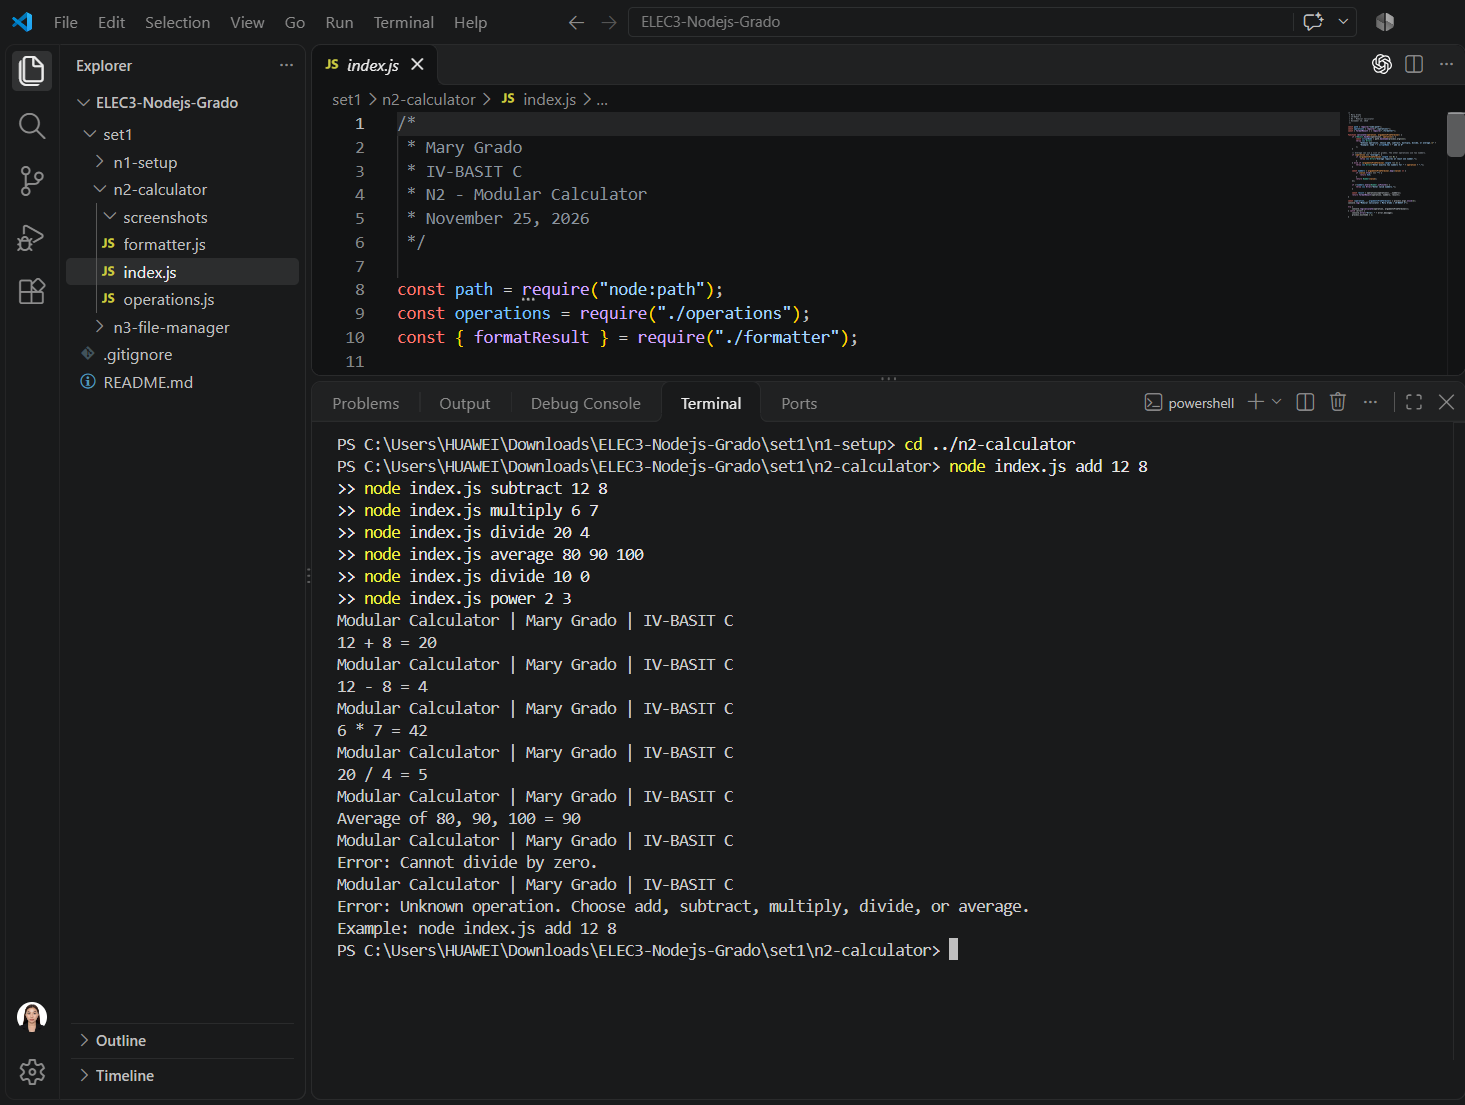 File Edit Selection View Go Run Terminal Help
ELEC3-Nodejs-Grado
Explorer
ELEC3-Nodejs-Grado
set1
n1-setup
n2-calculator
screenshots
JS formatter.js
JS index.js
JS operations.js
n3-file-manager
.gitignore
README.md
Outline
Timeline
JS index.js
set1 > n2-calculator > JS index.js > ...
1 /*
2 * Mary Grado
3 * IV-BASIT C
4 * N2 - Modular Calculator
5 * November 25, 2026
6 */
7
8 const path = require("node:path");
9 const operations = require("./operations");
10 const { formatResult } = require("./formatter");
11
Problems Output Debug Console Terminal Ports
powershell
PS C:\Users\HUAWEI\Downloads\ELEC3-Nodejs-Grado\set1\n1-setup> cd ../n2-calculator
PS C:\Users\HUAWEI\Downloads\ELEC3-Nodejs-Grado\set1\n2-calculator> node index.js add 12 8
>> node index.js subtract 12 8
>> node index.js multiply 6 7
>> node index.js divide 20 4
>> node index.js average 80 90 100
>> node index.js divide 10 0
>> node index.js power 2 3
Modular Calculator | Mary Grado | IV-BASIT C
12 + 8 = 20
Modular Calculator | Mary Grado | IV-BASIT C
12 - 8 = 4
Modular Calculator | Mary Grado | IV-BASIT C
6 * 7 = 42
Modular Calculator | Mary Grado | IV-BASIT C
20 / 4 = 5
Modular Calculator | Mary Grado | IV-BASIT C
Average of 80, 90, 100 = 90
Modular Calculator | Mary Grado | IV-BASIT C
Error: Cannot divide by zero.
Modular Calculator | Mary Grado | IV-BASIT C
Error: Unknown operation. Choose add, subtract, multiply, divide, or average.
Example: node index.js add 12 8
PS C:\Users\HUAWEI\Downloads\ELEC3-Nodejs-Grado\set1\n2-calculator>